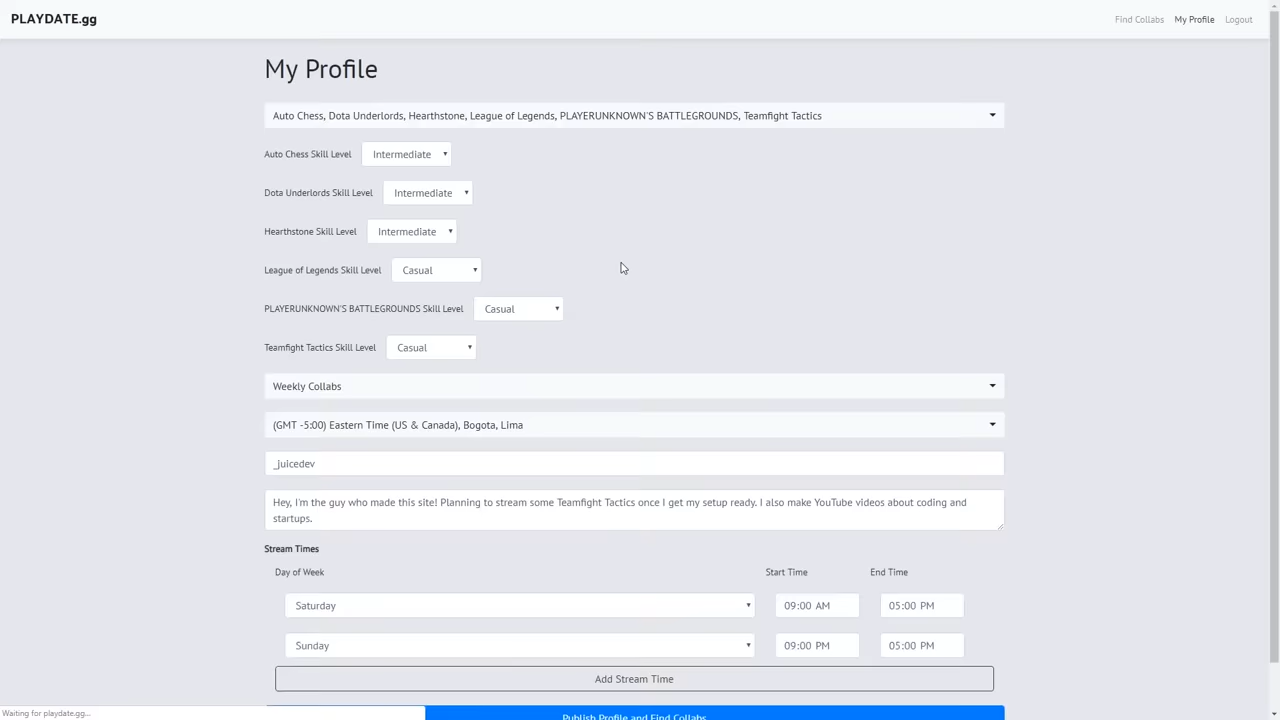 PLAYDATE.gg
Find Collabs My Profile Logout
My Profile
Auto Chess, Dota Underlords, Hearthstone, League of Legends, PLAYERUNKNOWN'S BATTLEGROUNDS, Teamfight Tactics
Auto Chess Skill Level Intermediate
Dota Underlords Skill Level Intermediate
Hearthstone Skill Level Intermediate
League of Legends Skill Level Casual
PLAYERUNKNOWN'S BATTLEGROUNDS Skill Level Casual
Teamfight Tactics Skill Level Casual
Weekly Collabs
(GMT -5:00) Eastern Time (US & Canada), Bogota, Lima
_juicedev
Hey, I'm the guy who made this site! Planning to stream some Teamfight Tactics once I get my setup ready. I also make YouTube videos about coding and
startups.
Stream Times
Day of Week Start Time End Time
Saturday 09:00 AM 05:00 PM
Sunday 09:00 PM 05:00 PM
Add Stream Time
Publish Profile and Find Collabs
Waiting for playdate.gg...